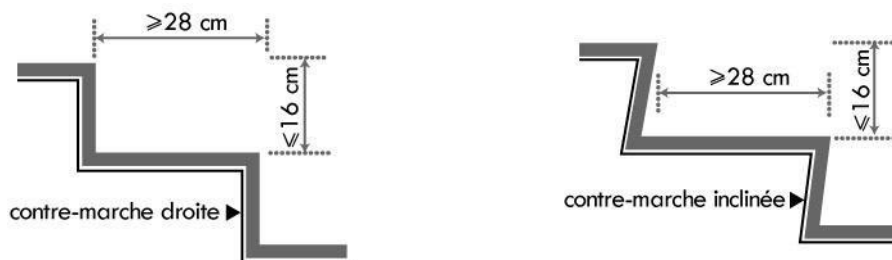 ⩾28 cm
⩽16 cm
contre-marche droite
⩾28 cm
⩽16 cm
contre-marche inclinée